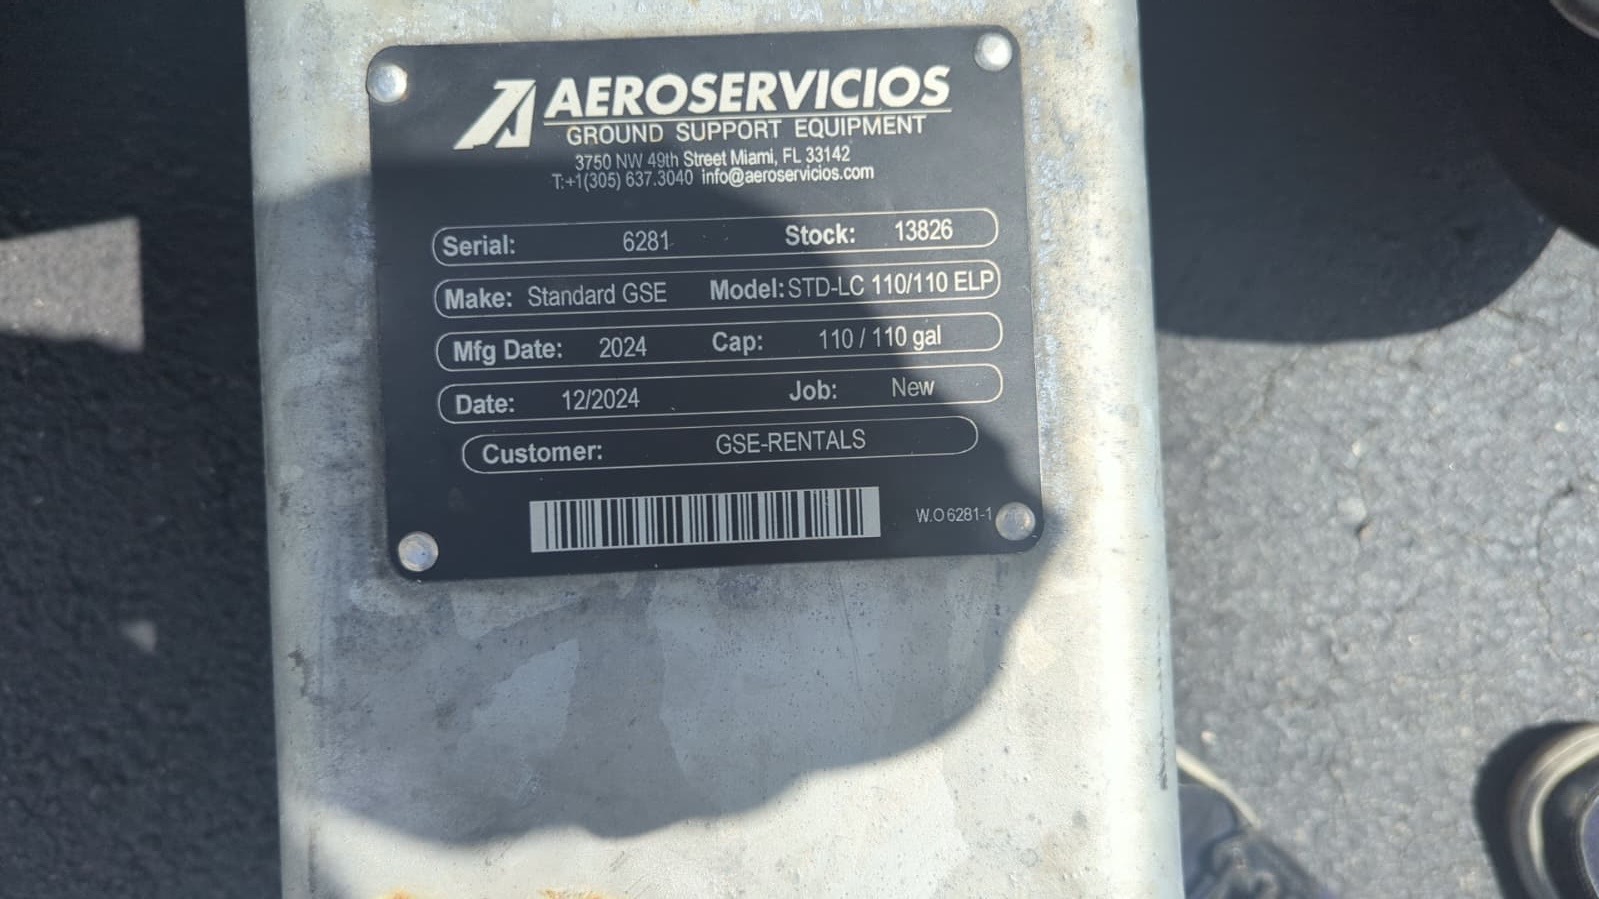 AEROSERVICIOS
GROUND SUPPORT EQUIPMENT
3750 NW 49th Street Miami, FL 33142
T:+1(305) 637.3040 info@aeroservicios.com
Serial: 6281 Stock: 13826
Make: Standard GSE Model: STD-LC 110/110 ELP
Mfg Date: 2024 Cap: 110 / 110 gal
Date: 12/2024 Job: New
Customer: GSE-RENTALS
W.O 6281-1